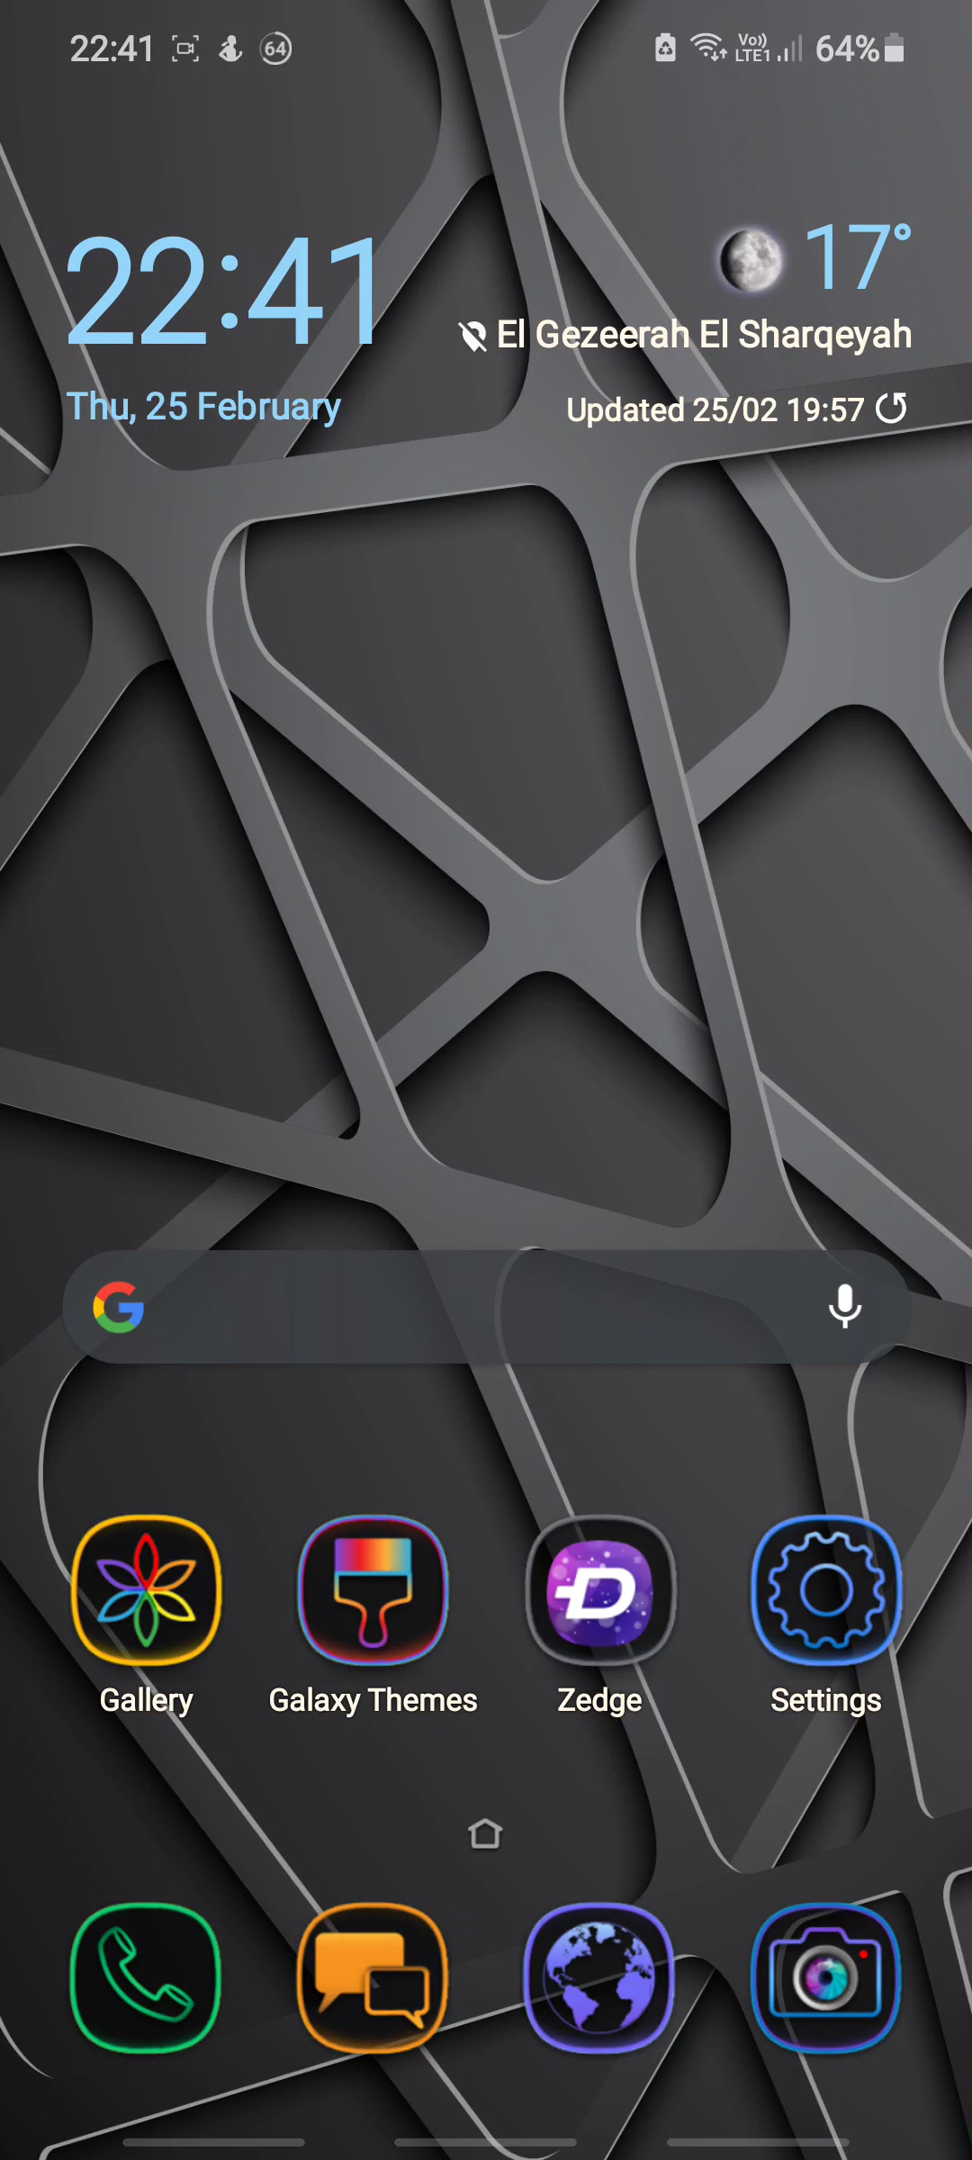 22:41 64 Vo)) LTE1 64%
22:41
17°
El Gezeerah El Sharqeyah
Thu, 25 February
Updated 25/02 19:57
Gallery Galaxy Themes Zedge Settings